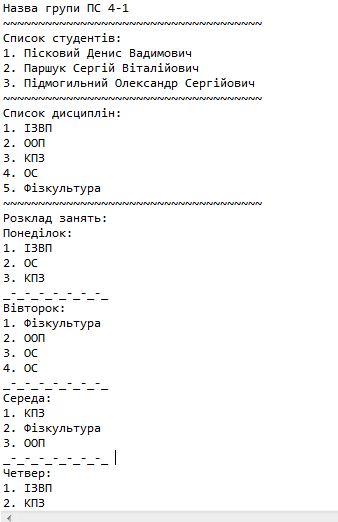 Назва групи ПС 4-1
~~~~~~~~~~~~~~~~~~~~~~~~~~~~~~~~~~~~~
Список студентів:
1. Пісковий Денис Вадимович
2. Паршук Сергій Віталійович
3. Підмогильний Олександр Сергійович
~~~~~~~~~~~~~~~~~~~~~~~~~~~~~~~~~~~~~
Список дисциплін:
1. ІЗВП
2. ООП
3. КПЗ
4. ОС
5. Фізкультура
~~~~~~~~~~~~~~~~~~~~~~~~~~~~~~~~~~~~~
Розклад занять:
Понеділок:
1. ІЗВП
2. ОС
3. КПЗ
_-_-_-_-_-_-_-_
Вівторок:
1. Фізкультура
2. ООП
3. ОС
4. ОС
_-_-_-_-_-_-_-_
Середа:
1. КПЗ
2. Фізкультура
3. ООП
_-_-_-_-_-_-_-_
Четвер:
1. ІЗВП
2. КПЗ